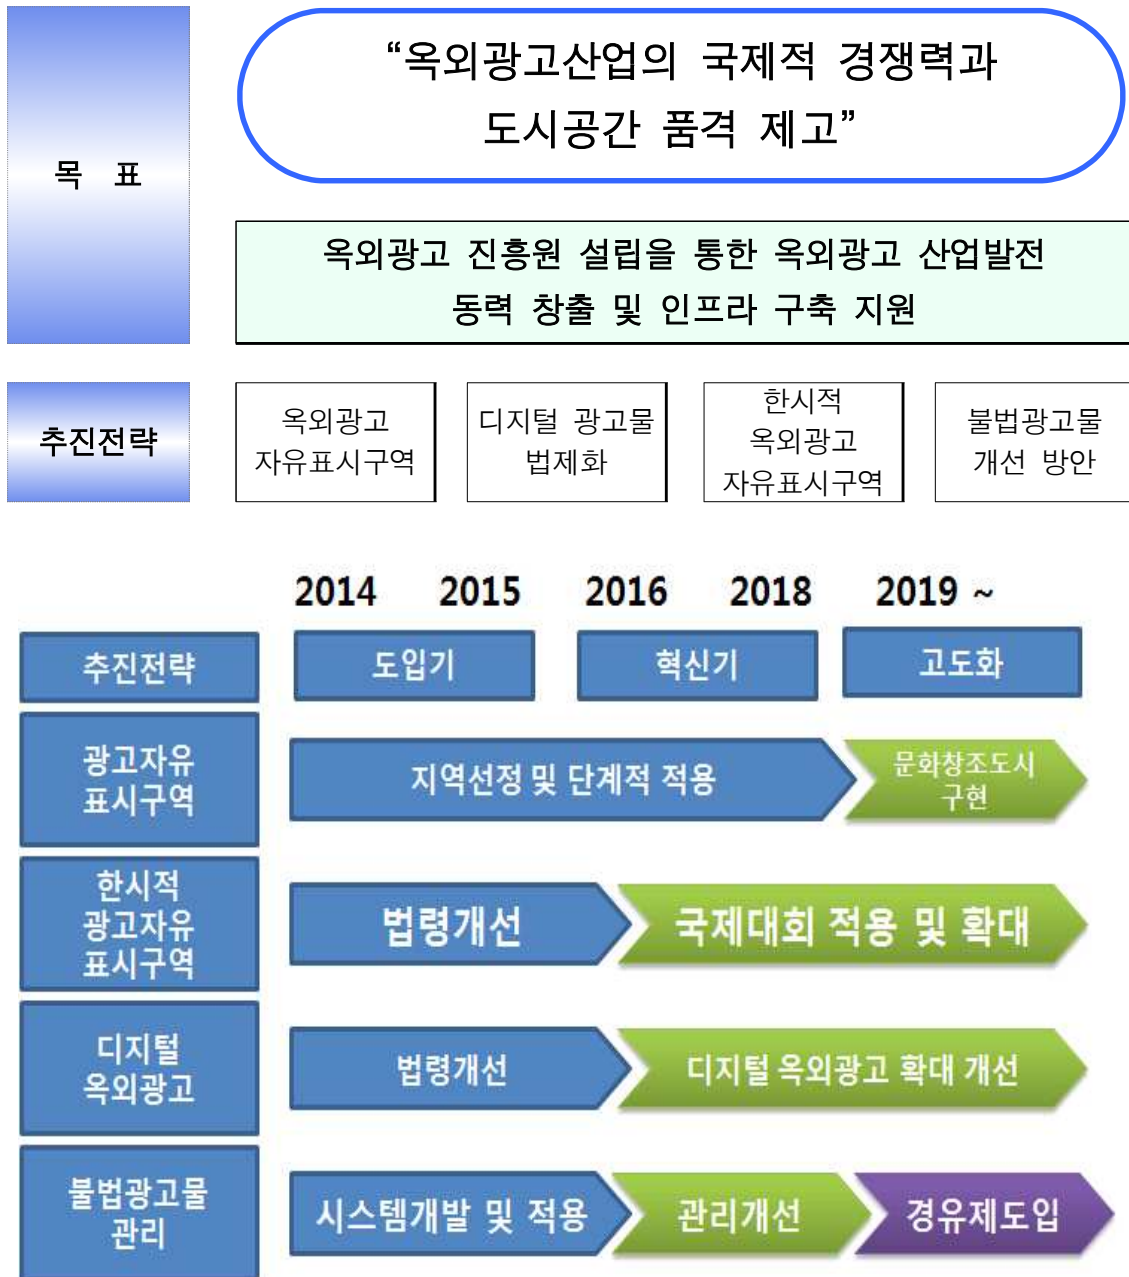 목 표
“옥외광고산업의 국제적 경쟁력과
도시공간 품격 제고”
옥외광고 진흥원 설립을 통한 옥외광고 산업발전
동력 창출 및 인프라 구축 지원
추진전략
옥외광고
자유표시구역
디지털 광고물
법제화
한시적
옥외광고
자유표시구역
불법광고물
개선 방안
2014 2015 2016 2018 2019 ~
추진전략
도입기
혁신기
고도화
광고자유
표시구역
지역선정 및 단계적 적용
문화창조도시
구현
한시적
광고자유
표시구역
법령개선
국제대회 적용 및 확대
디지털
옥외광고
법령개선
디지털 옥외광고 확대 개선
불법광고물
관리
시스템개발 및 적용
관리개선
경유제도입